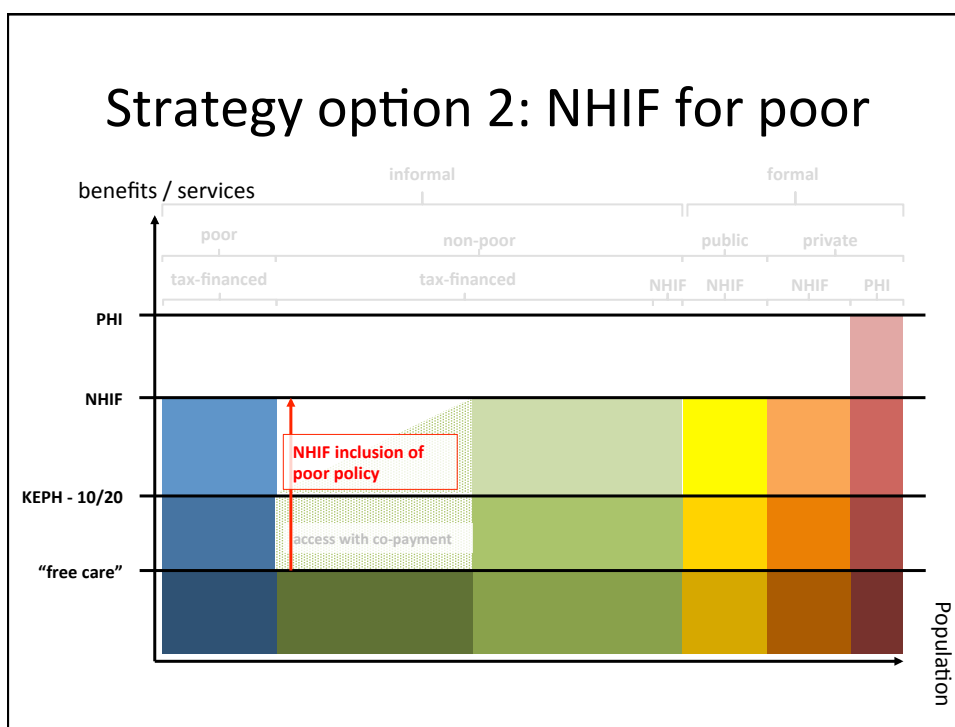 Strategy option 2: NHIF for poor
informal
formal
benefits / services
poor
non-poor
public
private
tax-financed
tax-financed
NHIF
NHIF
NHIF
PHI
PHI
NHIF
NHIF inclusion of
poor policy
KEPH - 10/20
access with co-payment
“free care”
Population